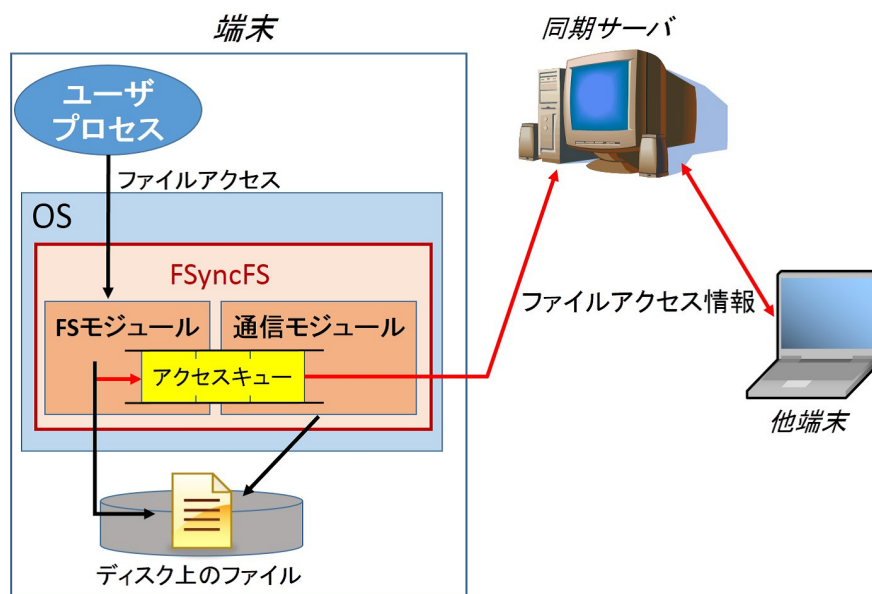 端末
同期サーバ
ユーザ
プロセス
ファイルアクセス
OS
FSyncFS
FSモジュール
通信モジュール
アクセスキュー
ファイルアクセス情報
他端末
ディスク上のファイル